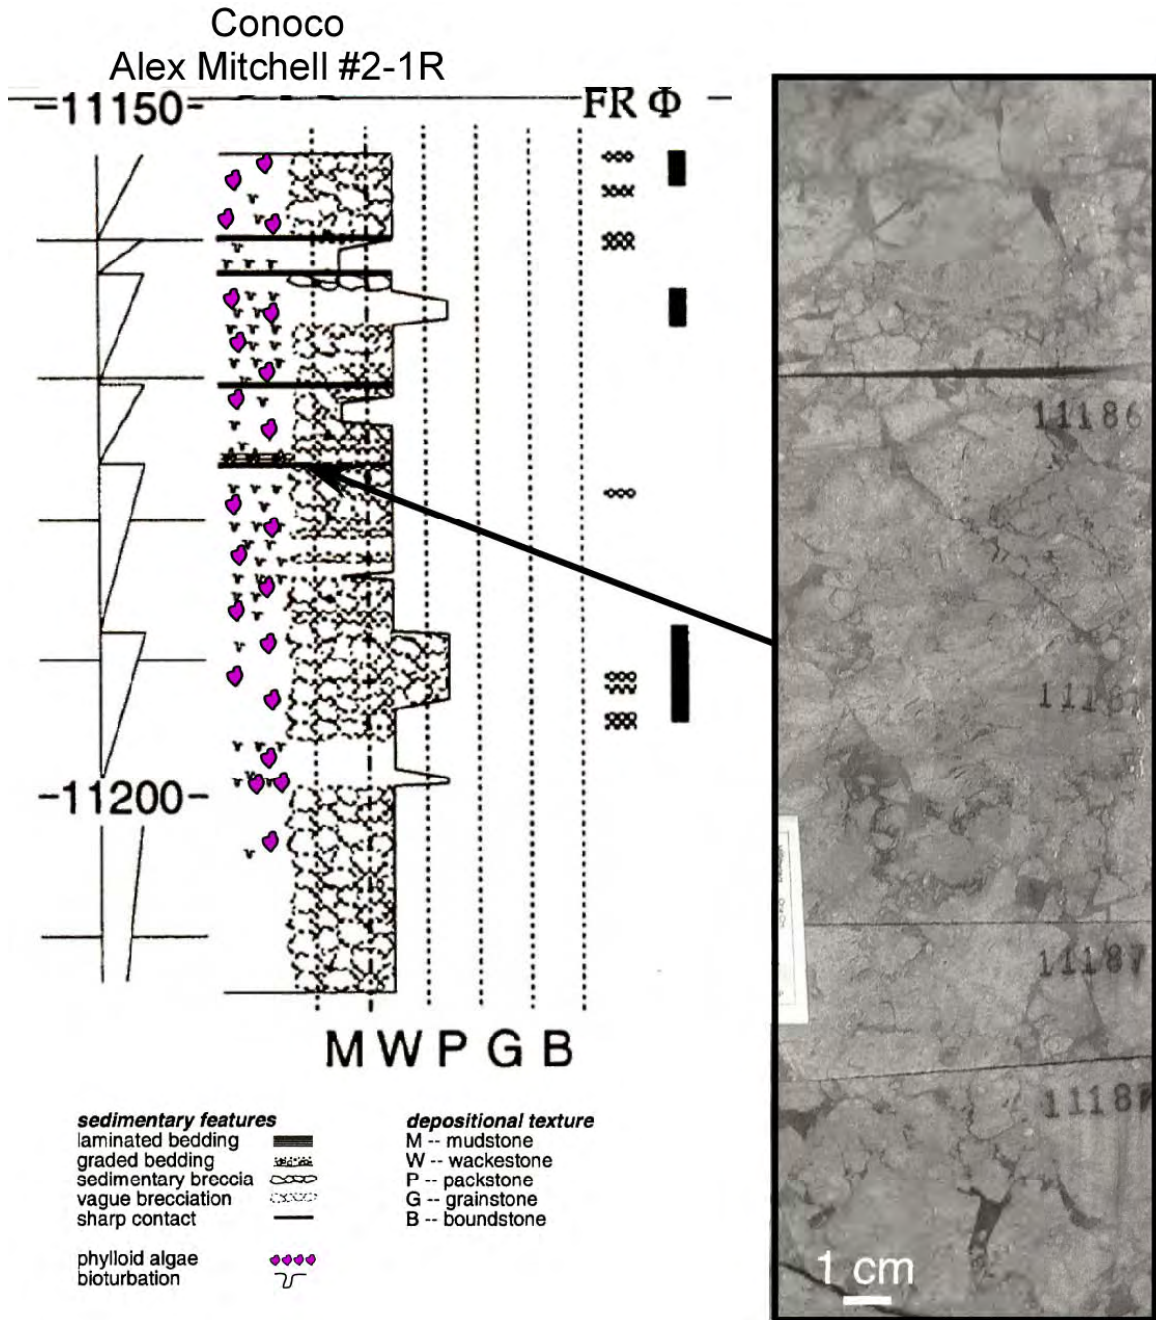 Conoco
Alex Mitchell #2-1R
-11150-
FR Φ
-11200-
M W P G B
sedimentary features
laminated bedding
graded bedding
sedimentary breccia
vague brecciation
sharp contact
phylloid algae
bioturbation
depositional texture
M -- mudstone
W -- wackestone
P -- packstone
G -- grainstone
B -- boundstone
11186
11187
1118
1 cm